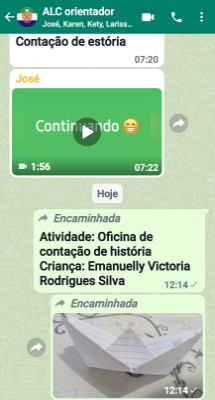 ALC orientador
José, Karen, Kety, Lariss...
Contação de estória
07:20
José
Continuando 😁
1:56
07:22
Hoje
Encaminhada
Atividade: Oficina de
contação de história
Criança: Emanuelly Victoria
Rodrigues Silva
12:14
Encaminhada
12:14